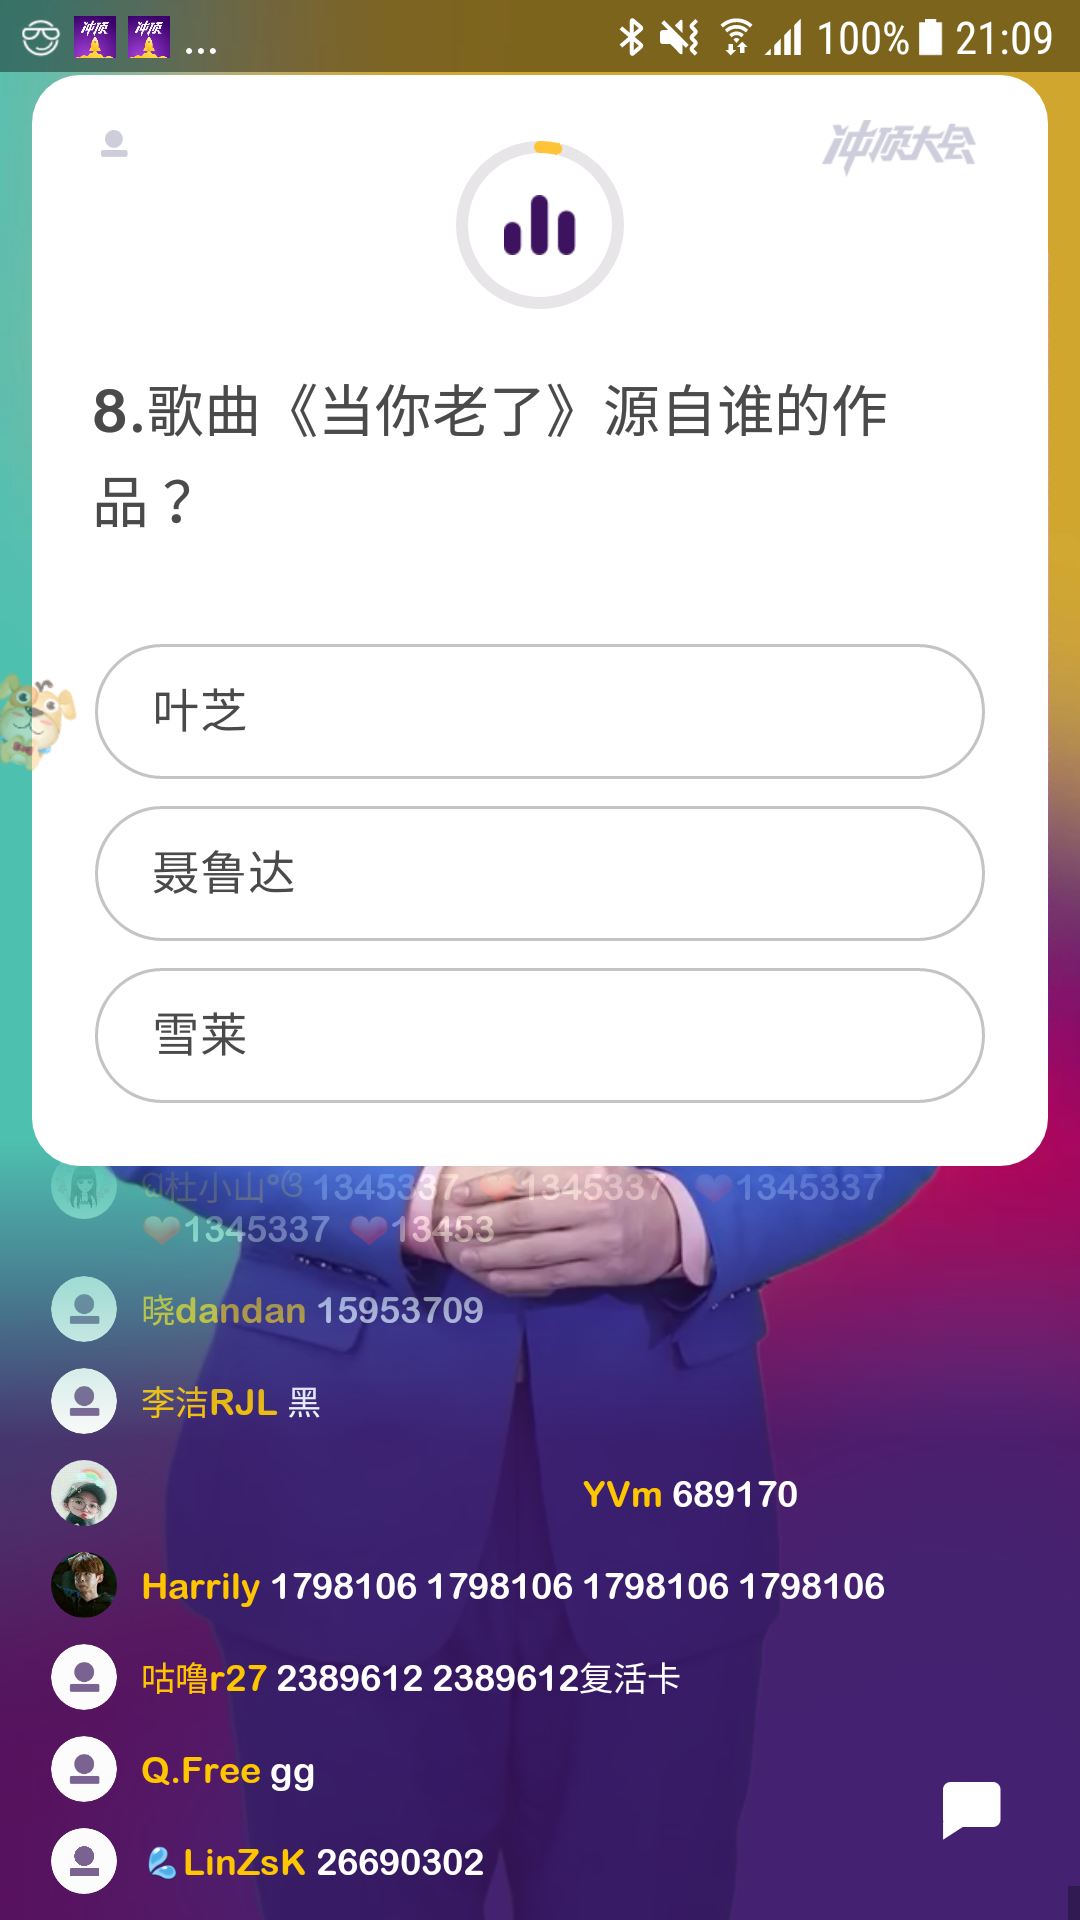 冲顶 冲顶 ... 100% 21:09
冲顶大会
8.歌曲《当你老了》源自谁的作
品？
叶芝
聂鲁达
雪莱
杜小山°ଓ 1345337 ❤1345337 ❤1345337
❤1345337 ❤13453
晓dandan 15953709
李洁RJL 黑
YVm 689170
Harrily 1798106 1798106 1798106 1798106
咕噜r27 2389612 2389612复活卡
Q.Free gg
💦LinZsK 26690302